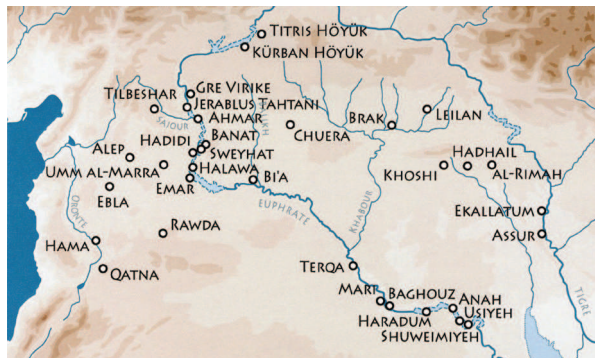 TITRIS HÖYÜK
KÜRBAN HÖYÜK
GRE VIRIKE
TILBESHAR
JERABLUS TAHTANI
AHMAR
SAJOUR
BALISH
BRAK
LEILAN
CHUERA
BANAT
HADIDI
SWEYHAT
ALEP
UMM AL-MARRA
HALAWA
EMAR
BI'A
KHOSHI
HADHAIL
AL-RIMAH
EBLA
EUPHRATE
KHABOUR
ORONTE
EKALLATUM
RAWDA
ASSUR
HAMA
QATNA
TERQA
MARI
BAGHOUZ
ANAH
HARADUM
USIYEH
SHUWEIMIYEH
TIGRE